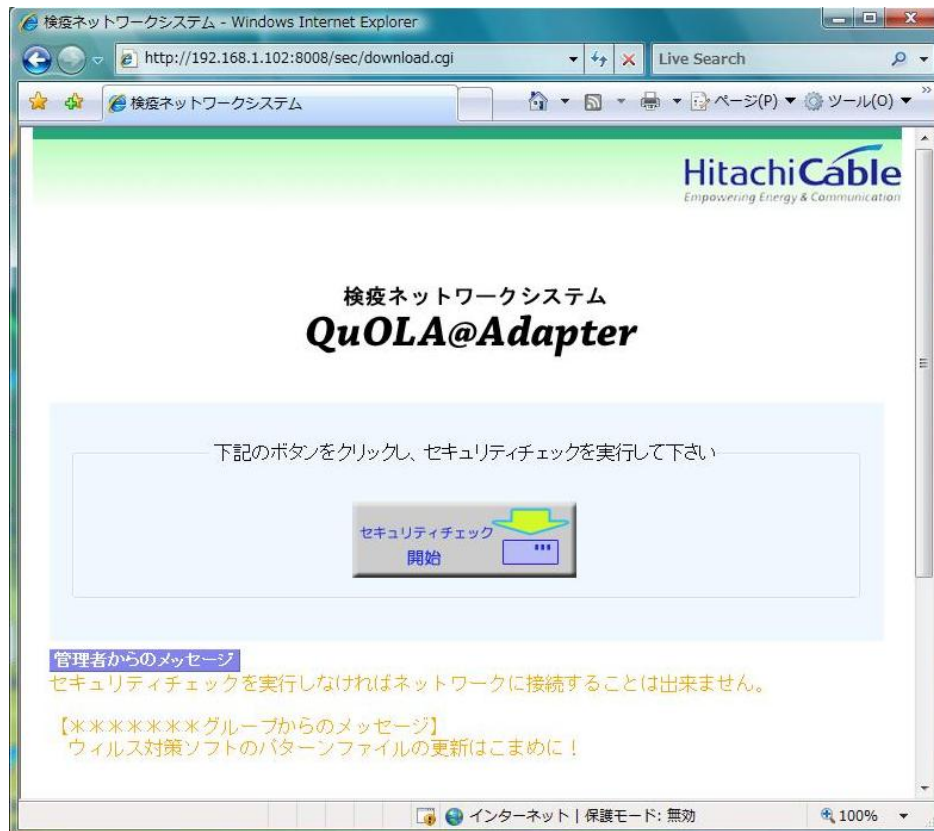 検疫ネットワークシステム - Windows Internet Explorer
http://192.168.1.102:8008/sec/download.cgi
Live Search
検疫ネットワークシステム
ページ(P)
ツール(O)
»
Hitachi Cable
Empowering Energy & Communication
検疫ネットワークシステム
QuOLA@Adapter
下記のボタンをクリックし、セキュリティチェックを実行して下さい
セキュリティチェック
開始
管理者からのメッセージ
セキュリティチェックを実行しなければネットワークに接続することは出来ません。
【＊＊＊＊＊＊＊グループからのメッセージ】
ウィルス対策ソフトのパターンファイルの更新はこまめに！
インターネット | 保護モード: 無効
100%